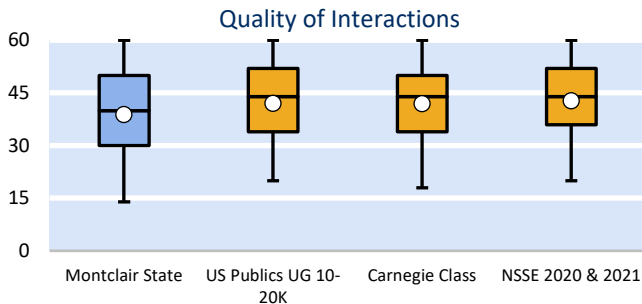 Quality of Interactions
60
45
30
15
0
Montclair State
US Publics UG 10-
20K
Carnegie Class
NSSE 2020 & 2021